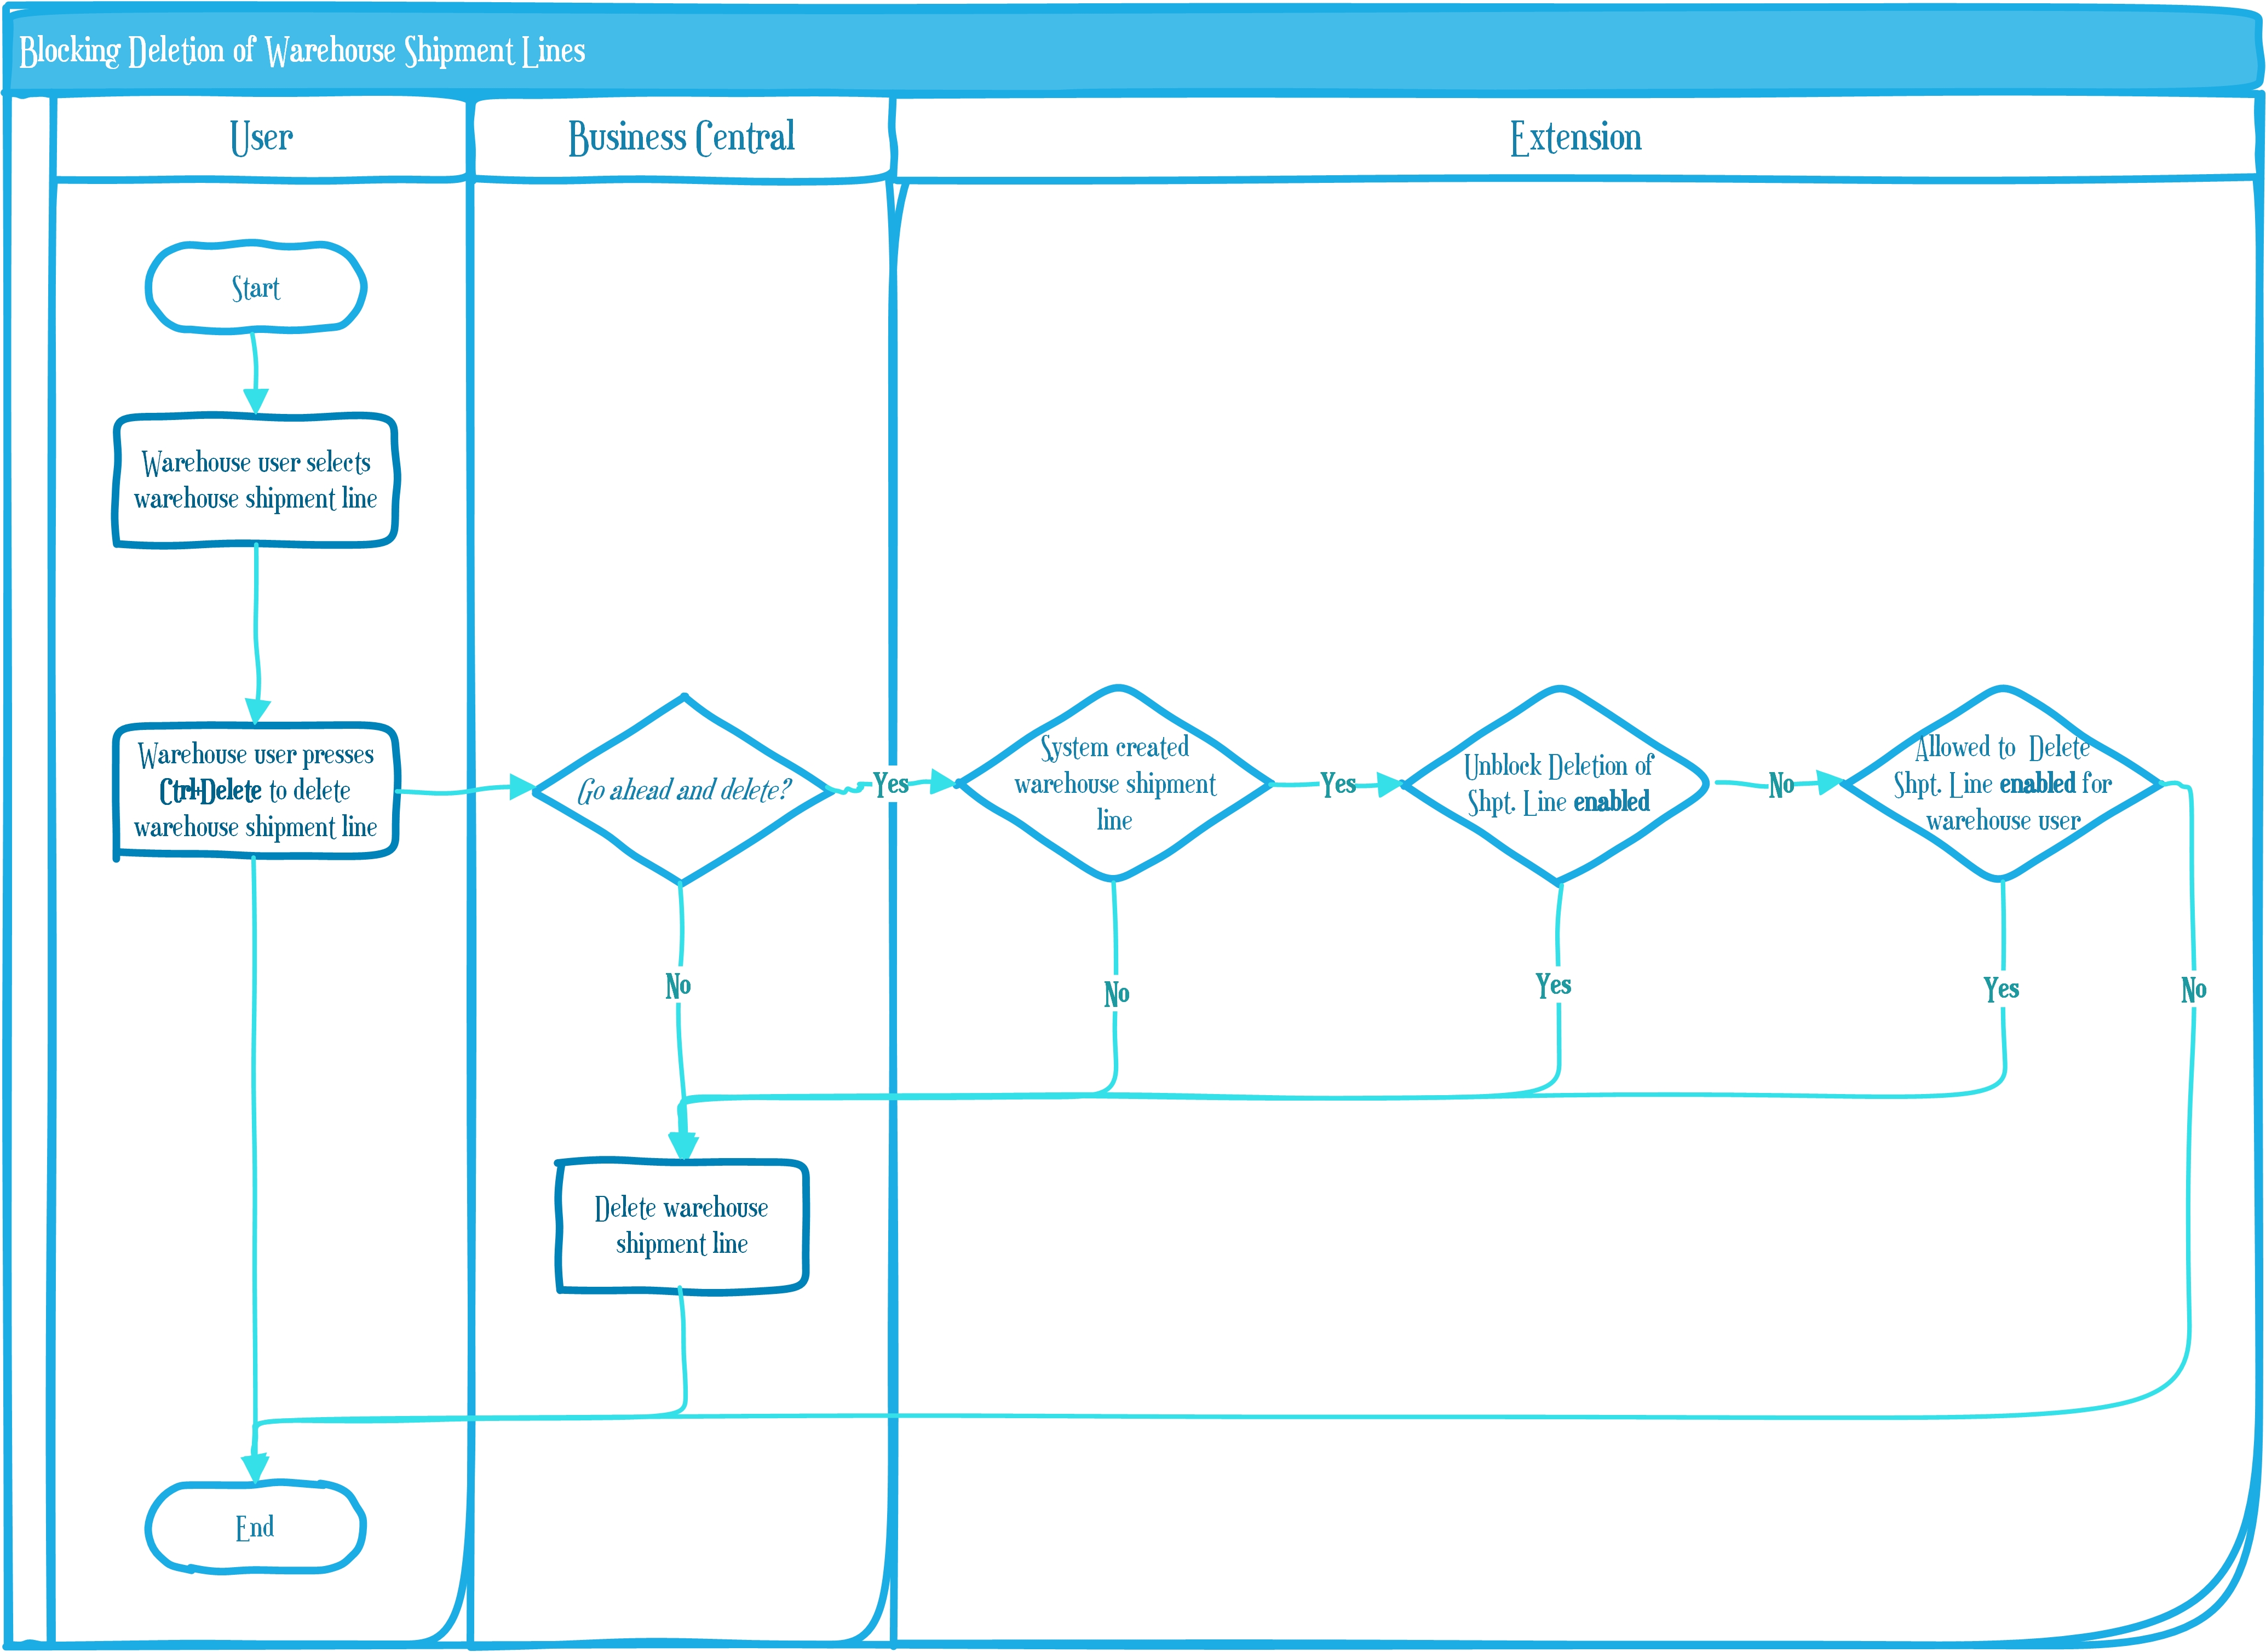 Blocking Deletion of Warehouse Shipment Lines
User
Business Central
Extension
Start
Warehouse user selects
warehouse shipment line
Warehouse user presses
Ctrl+Delete to delete
warehouse shipment line
Go ahead and delete?
Yes
System created
warehouse shipment
line
Yes
Unblock Deletion of
Shpt. Line enabled
No
Allowed to Delete
Shpt. Line enabled for
warehouse user
No
No
Yes
Yes
No
Delete warehouse
shipment line
End